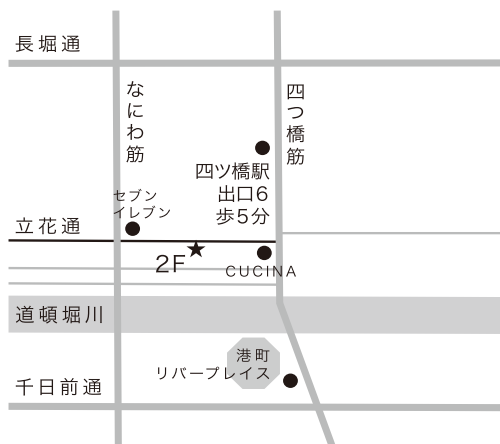 長堀通
なにわ筋
四つ橋筋
四ツ橋駅
出口6
歩5分
セブン
イレブン
立花通
2F
CUCINA
道頓堀川
港町
リバープレイス
千日前通